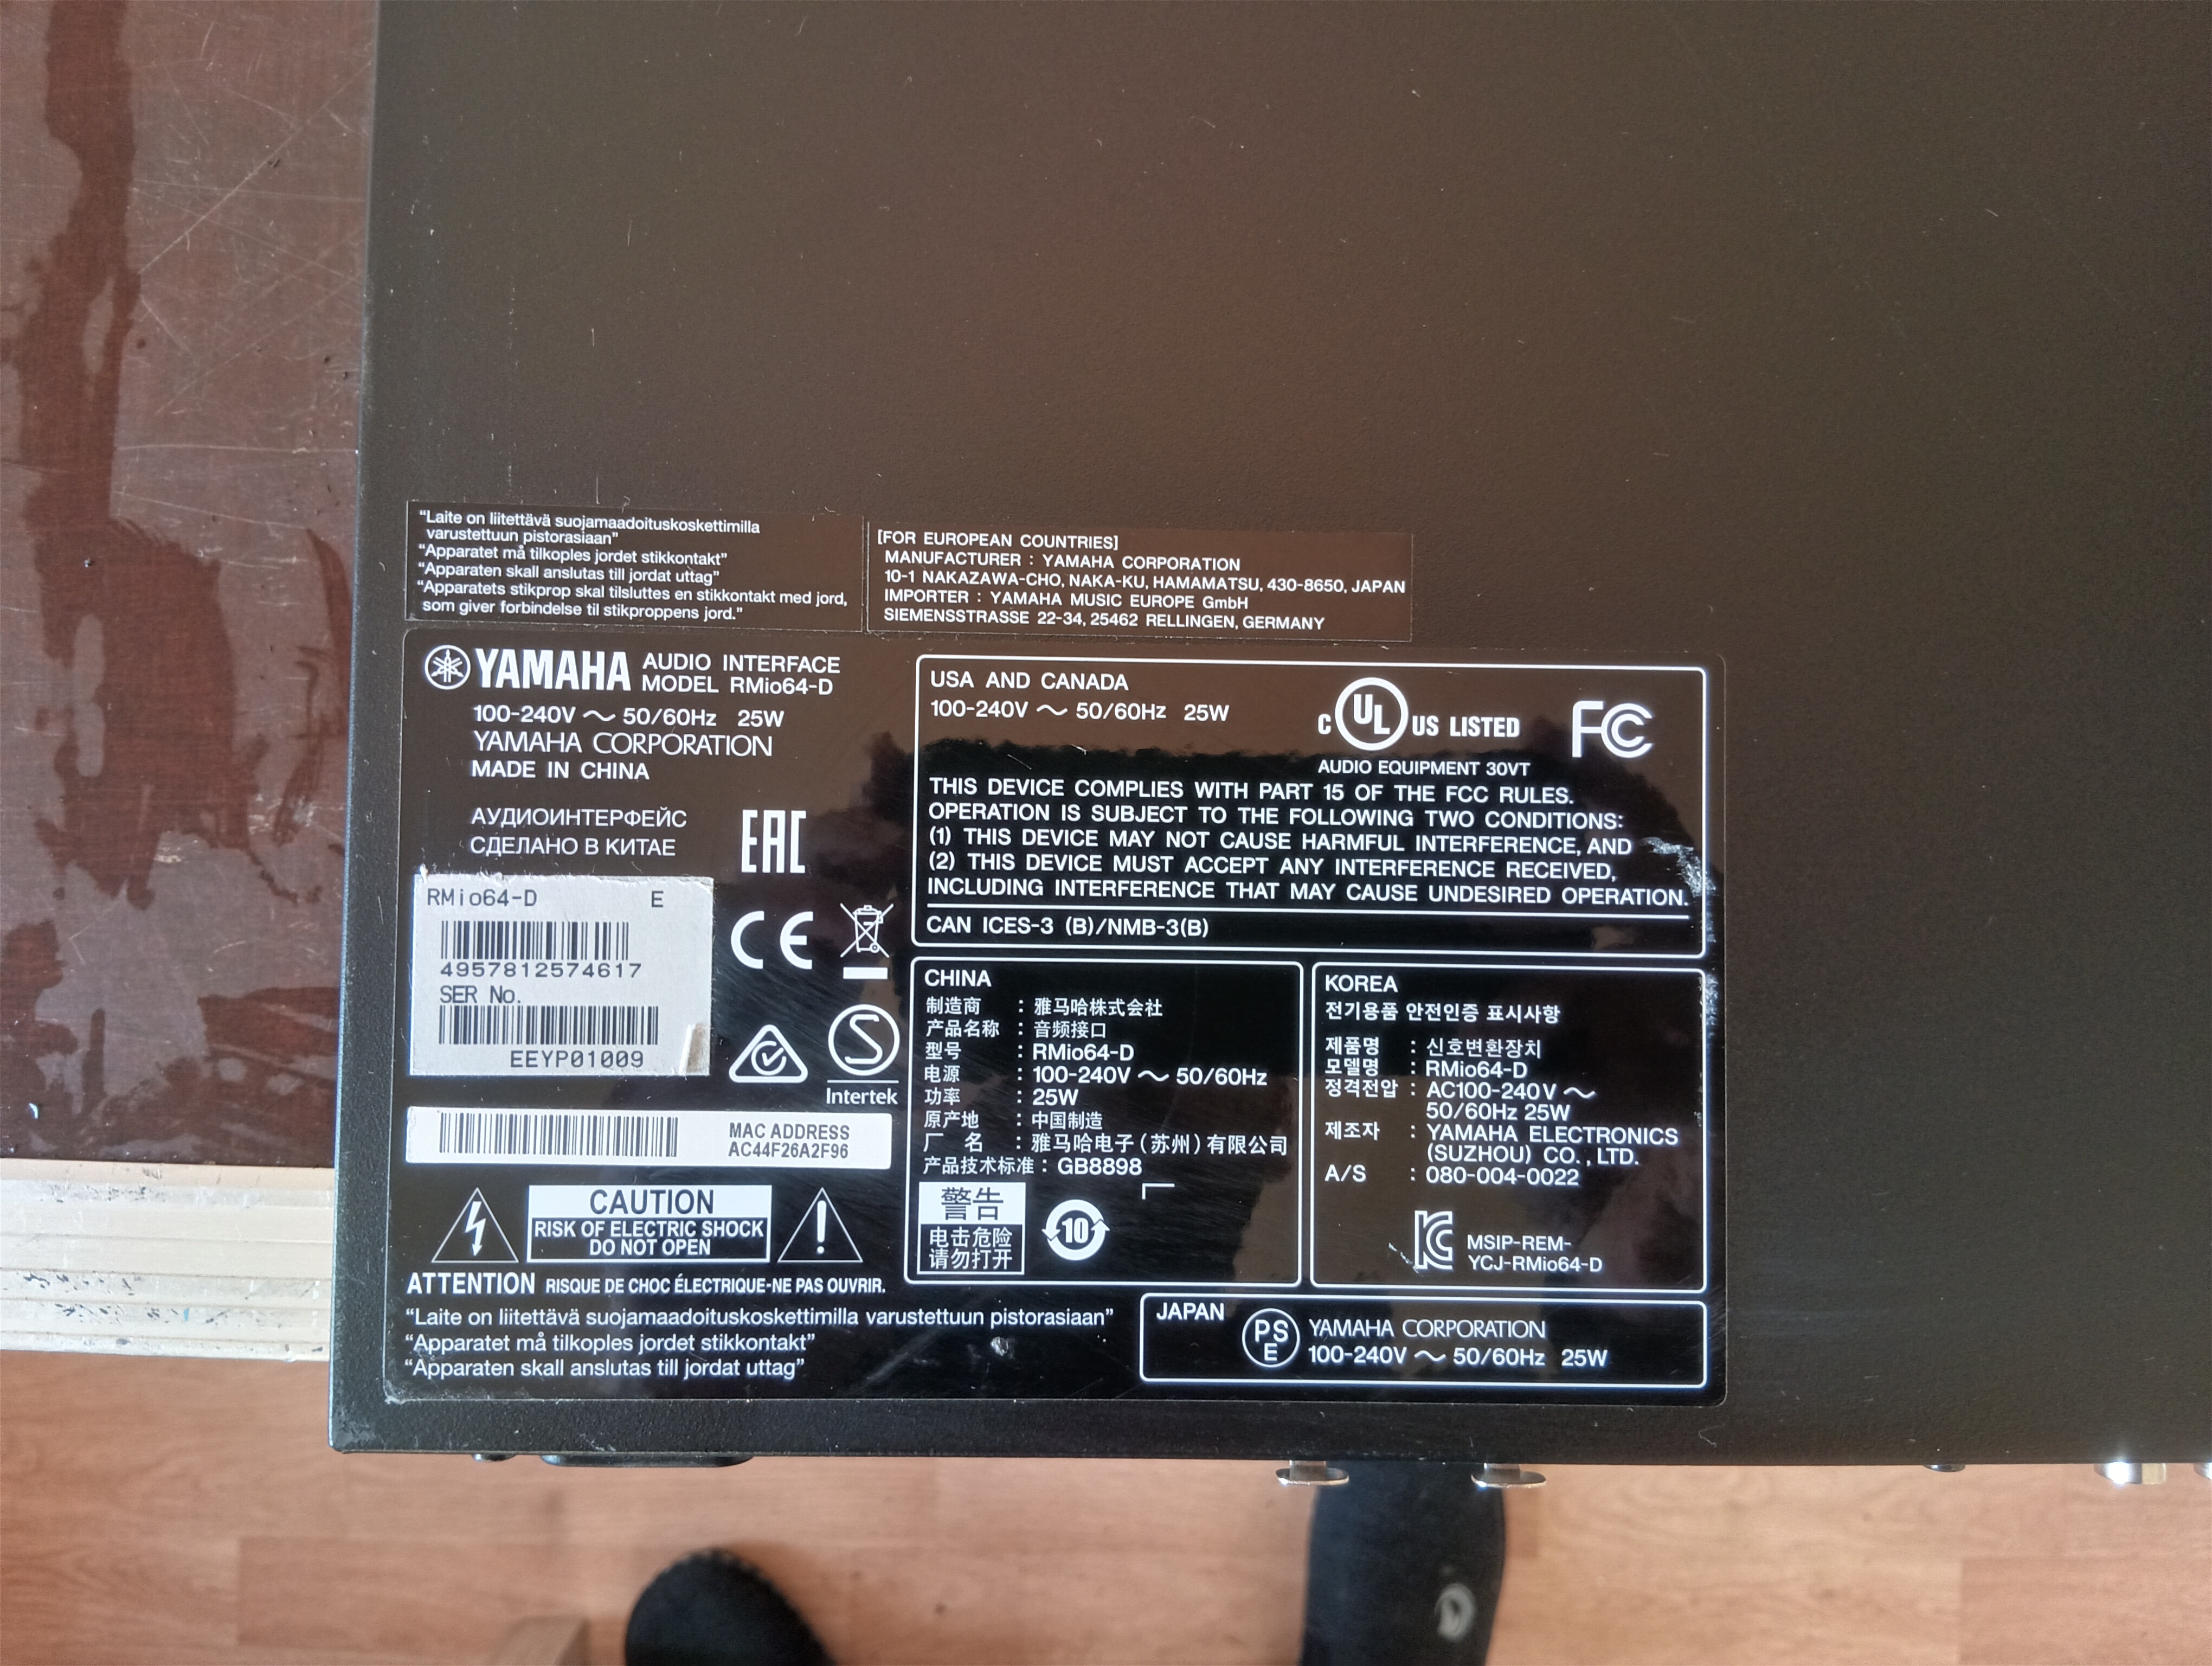 “Laite on liitettävä suojamaadoituskoskettimilla
varustettuun pistorasiaan”
“Apparatet må tilkoples jordet stikkontakt”
“Apparaten skall anslutas till jordat uttag”
“Apparatets stikprop skal tilsluttes en stikkontakt med jord,
som giver forbindelse til stikproppens jord.”
[FOR EUROPEAN COUNTRIES]
MANUFACTURER : YAMAHA CORPORATION
10-1 NAKAZAWA-CHO, NAKA-KU, HAMAMATSU, 430-8650, JAPAN
IMPORTER : YAMAHA MUSIC EUROPE GmbH
SIEMENSSTRASSE 22-34, 25462 RELLINGEN, GERMANY
YAMAHA AUDIO INTERFACE
MODEL RMio64-D
100-240V ～ 50/60Hz 25W
YAMAHA CORPORATION
MADE IN CHINA
АУДИОИНТЕРФЕЙС
СДЕЛАНО В КИТАЕ
EAC
RMio64-D E
4957812574617
SER No.
EEYP01009
CE
S
Intertek
MAC ADDRESS
AC44F26A2F96
CAUTION
RISK OF ELECTRIC SHOCK
DO NOT OPEN
ATTENTION RISQUE DE CHOC ÉLECTRIQUE-NE PAS OUVRIR.
“Laite on liitettävä suojamaadoituskoskettimilla varustettuun pistorasiaan”
“Apparatet må tilkoples jordet stikkontakt”
“Apparaten skall anslutas till jordat uttag”
USA AND CANADA
100-240V ～ 50/60Hz 25W
C UL US LISTED
FC
AUDIO EQUIPMENT 30VT
THIS DEVICE COMPLIES WITH PART 15 OF THE FCC RULES.
OPERATION IS SUBJECT TO THE FOLLOWING TWO CONDITIONS:
(1) THIS DEVICE MAY NOT CAUSE HARMFUL INTERFERENCE, AND
(2) THIS DEVICE MUST ACCEPT ANY INTERFERENCE RECEIVED,
INCLUDING INTERFERENCE THAT MAY CAUSE UNDESIRED OPERATION.
CAN ICES-3 (B)/NMB-3(B)
CHINA
制造商 : 雅马哈株式会社
产品名称 : 音频接口
型号 : RMio64-D
电源 : 100-240V ～ 50/60Hz
功率 : 25W
原产地 : 中国制造
厂 名 : 雅马哈电子（苏州）有限公司
产品技术标准 : GB8898
警告
电击危险
请勿打开
10
KOREA
전기용품 안전인증 표시사항
제품명 : 신호변환장치
모델명 : RMio64-D
정격전압 : AC100-240V ～
50/60Hz 25W
제조자 : YAMAHA ELECTRONICS
(SUZHOU) CO., LTD.
A/S : 080-004-0022
KC
MSIP-REM-
YCJ-RMio64-D
JAPAN
PS
E
YAMAHA CORPORATION
100-240V ～ 50/60Hz 25W